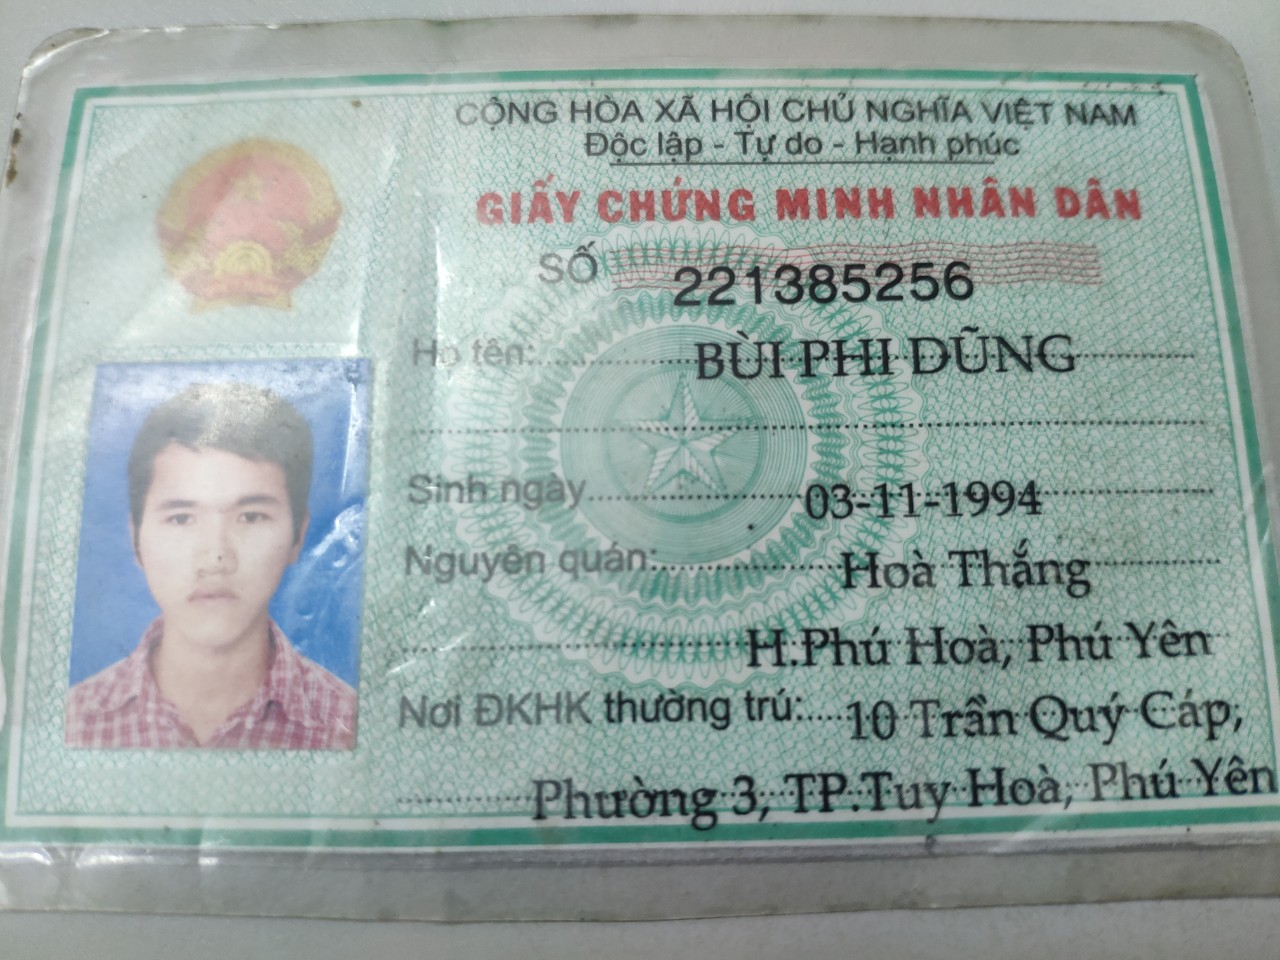 CỘNG HÒA XÃ HỘI CHỦ NGHĨA VIỆT NAM
Độc lập - Tự do - Hạnh phúc
GIẤY CHỨNG MINH NHÂN DÂN
SỐ 221385256
Họ tên: BÙI PHI DŨNG
Sinh ngày 03-11-1994
Nguyên quán: Hoà Thắng
H.Phú Hoà, Phú Yên
Nơi ĐKHK thường trú: 10 Trần Quý Cáp,
Phường 3, TP.Tuy Hoà, Phú Yên